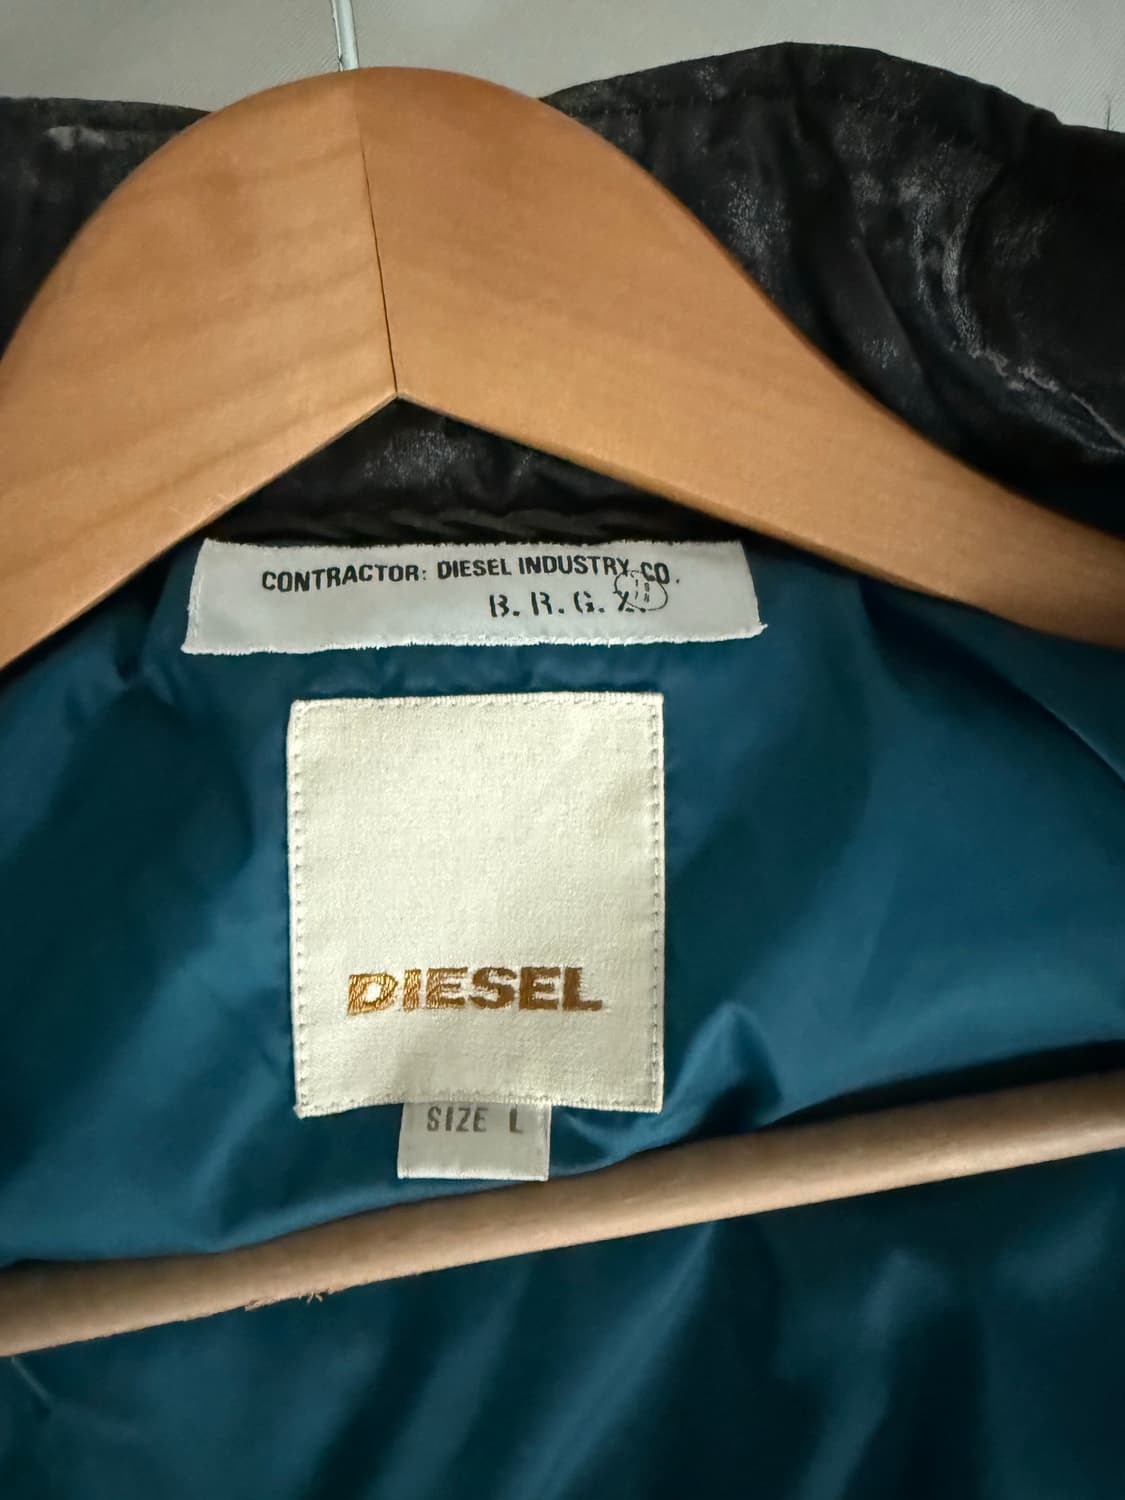 CONTRACTOR: DIESEL INDUSTRY CO.
B. R. G.
DIESEL
SIZE L